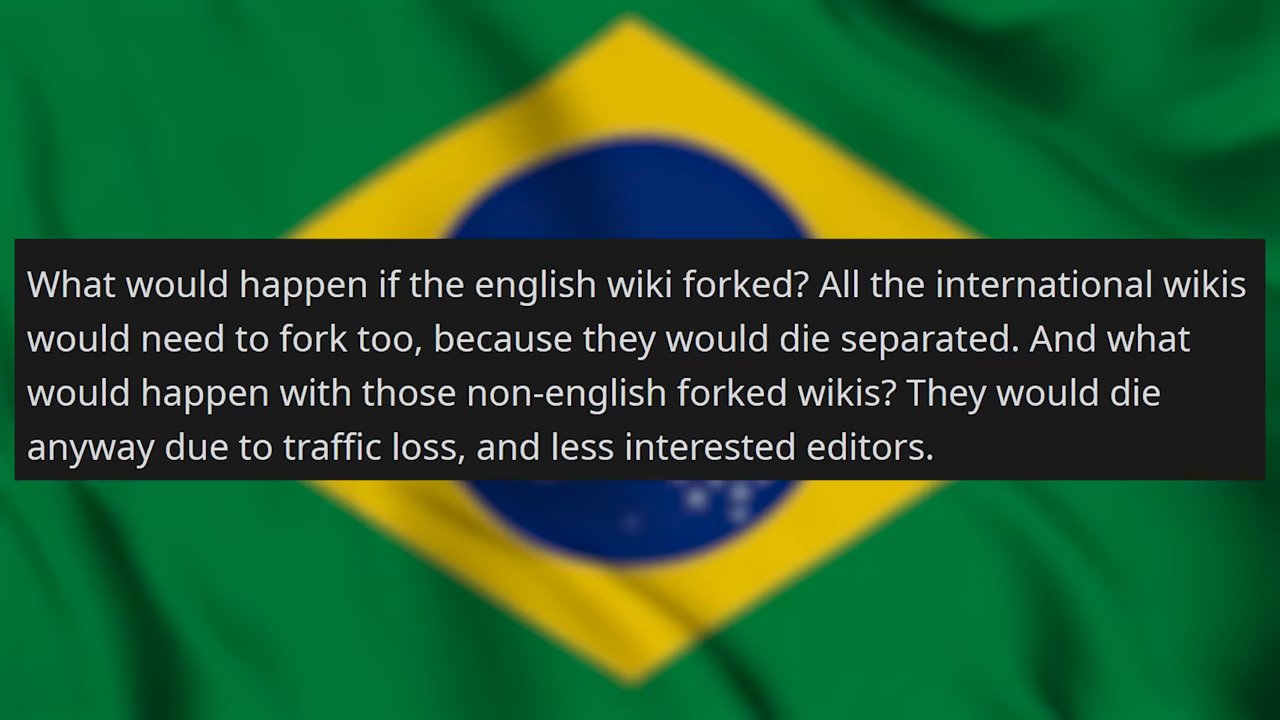 What would happen if the english wiki forked? All the international wikis
would need to fork too, because they would die separated. And what
would happen with those non-english forked wikis? They would die
anyway due to traffic loss, and less interested editors.